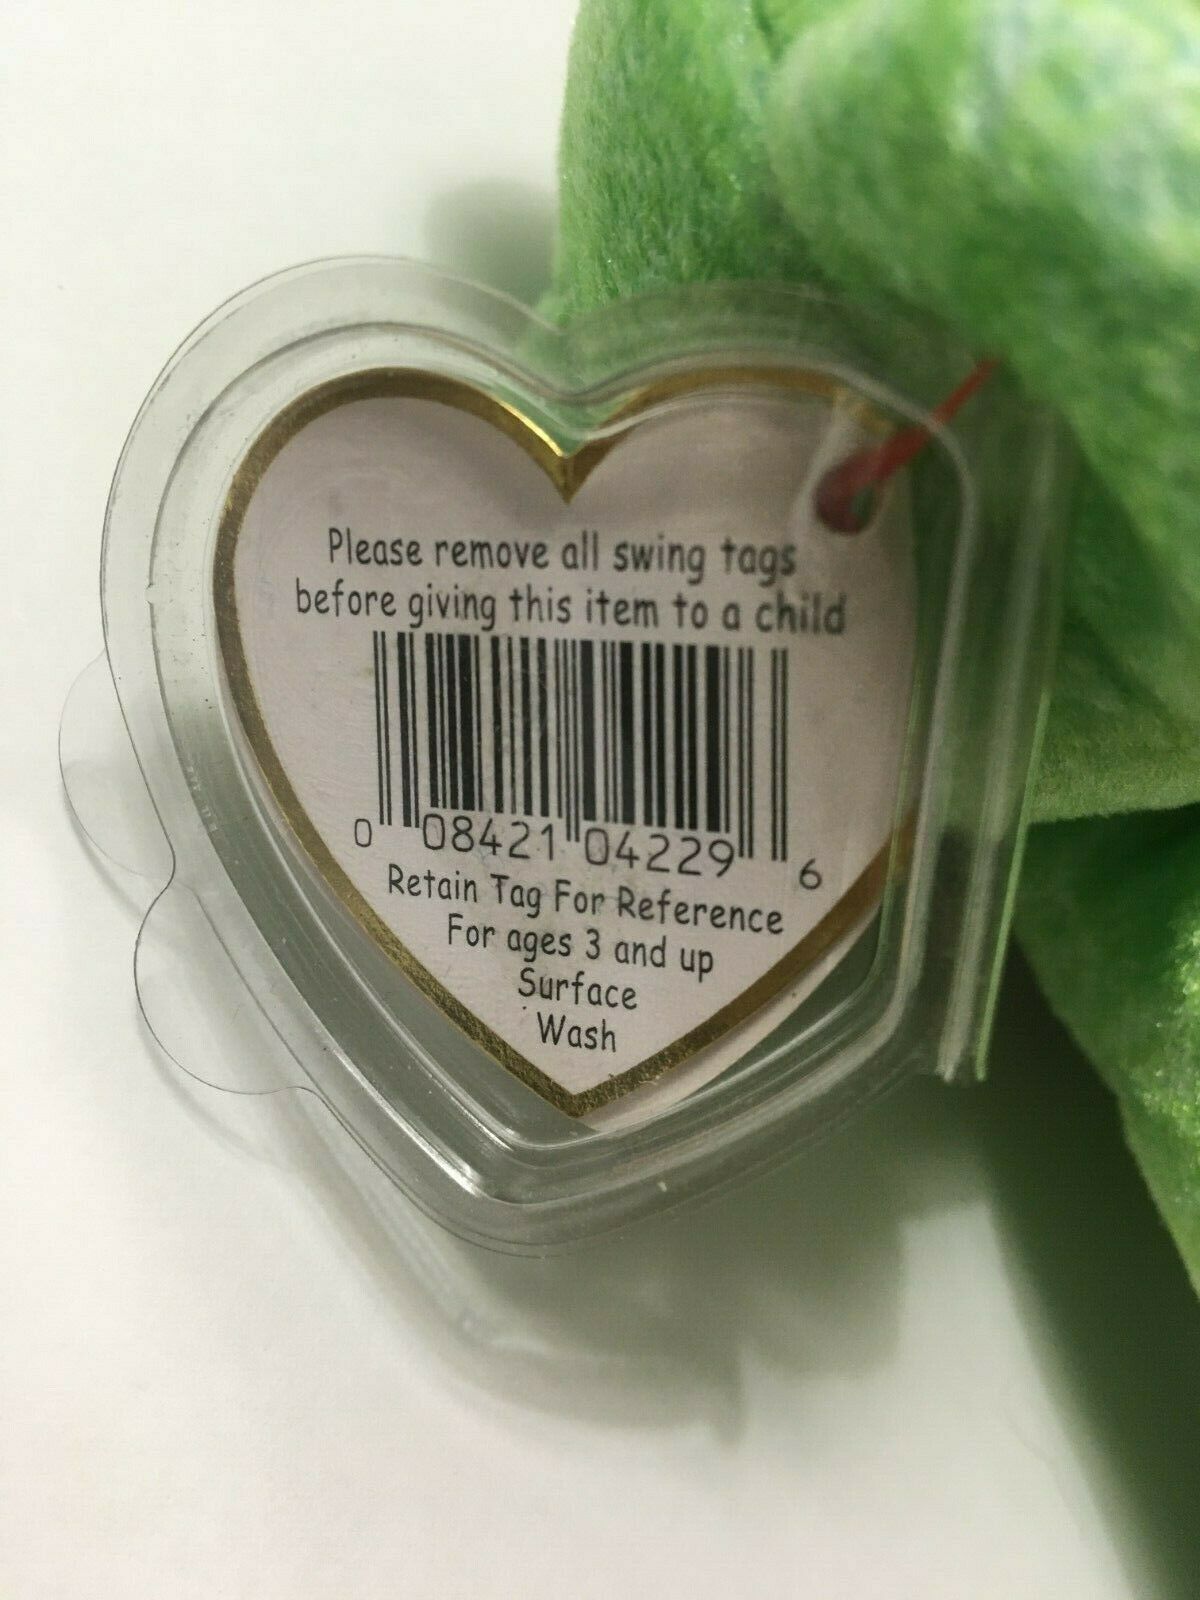 Please remove all swing tags
before giving this item to a child
0 08421 04229 6
Retain Tag For Reference
For ages 3 and up
Surface
Wash